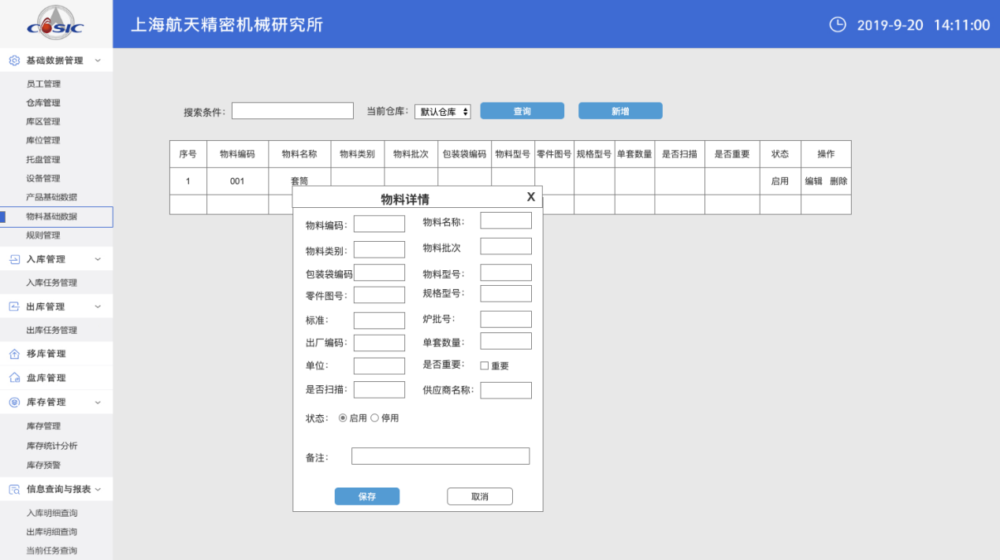 CASIC
上海航天精密机械研究所
2019-9-20 14:11:00
基础数据管理
员工管理
仓库管理
库区管理
库位管理
托盘管理
设备管理
产品基础数据
物料基础数据
规则管理
入库管理
入库任务管理
出库管理
出库任务管理
移库管理
盘库管理
库存管理
库存管理
库存统计分析
库存预警
信息查询与报表
入库明细查询
出库明细查询
当前任务查询
搜索条件： 当前仓库： 默认仓库 查询 新增
序号 物料编码 物料名称 物料类别 物料批次 包装袋编码 物料型号 零件图号 规格型号 单套数量 是否扫描 是否重要 状态 操作
1 001 套筒 启用 编辑 删除
物料详情 X
物料编码： 物料名称：
物料类别： 物料批次
包装袋编码 物料型号：
零件图号： 规格型号：
标准： 炉批号：
出厂编码： 单套数量：
单位： 是否重要： 重要
是否扫描： 供应商名称：
状态： 启用 停用
备注：
保存 取消